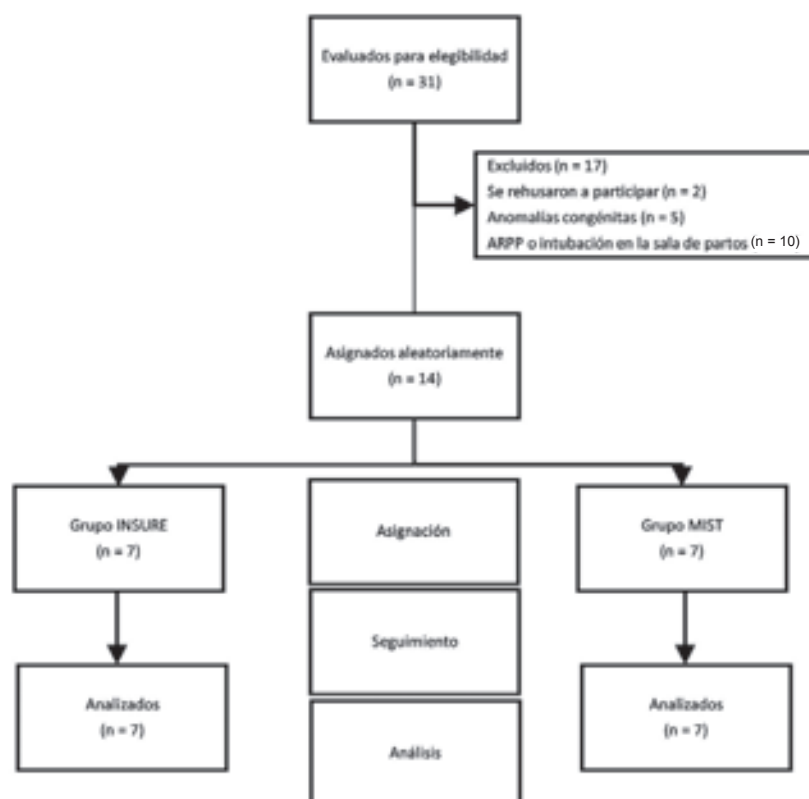 Evaluados para elegibilidad
(n = 31)
Excluidos (n = 17)
Se rehusaron a participar (n = 2)
Anomalías congénitas (n = 5)
ARPP o intubación en la sala de partos (n = 10)
Asignados aleatoriamente
(n = 14)
Grupo INSURE
(n = 7)
Asignación
Grupo MIST
(n = 7)
Seguimiento
Analizados
(n = 7)
Analizados
(n = 7)
Análisis